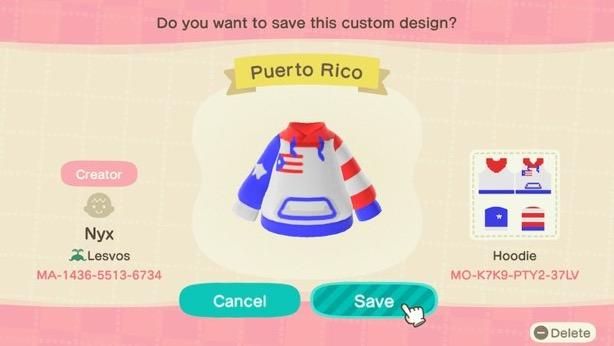 Do you want to save this custom design?
Puerto Rico
Creator
Nyx
Lesvos
MA-1436-5513-6734
Hoodie
MO-K7K9-PTY2-37LV
Cancel
Save
Delete